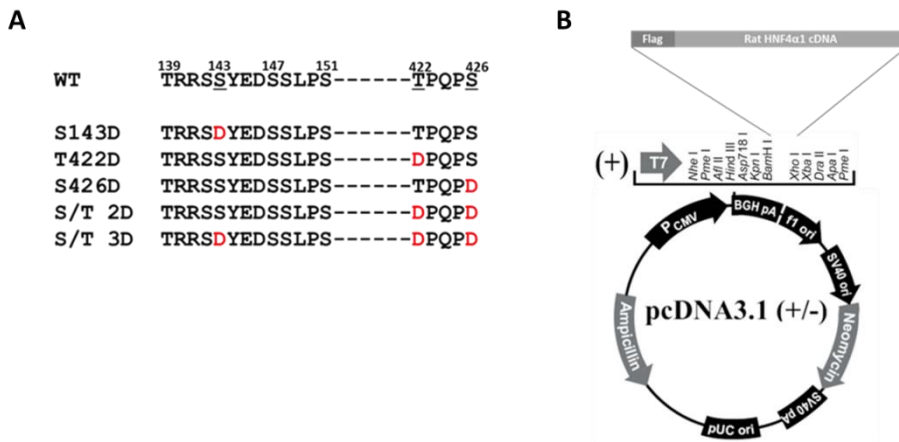 A
139 143 147 151 422 426
WT TRRSSYEDSSLPS------TPQPS
S143D TRRSDYEDSSLPS------TPQPS
T422D TRRSSYEDSSLPS------DPQPS
S426D TRRSSYEDSSLPS------TPQPD
S/T 2D TRRSSYEDSSLPS------DPQPD
S/T 3D TRRSDYEDSSLPS------DPQPD
B
Flag Rat HNF4α1 cDNA
(+) T7
Nhe I
Pme I
Afl II
Hind III
Asp718 I
Kpn I
BamH I
Xho I
Xba I
Dra II
Apa I
Pme I
PCMV
BGH pA
f1 ori
SV40 ori
Neomycin
SV40 pA
pUC ori
Ampicillin
pcDNA3.1 (+/-)